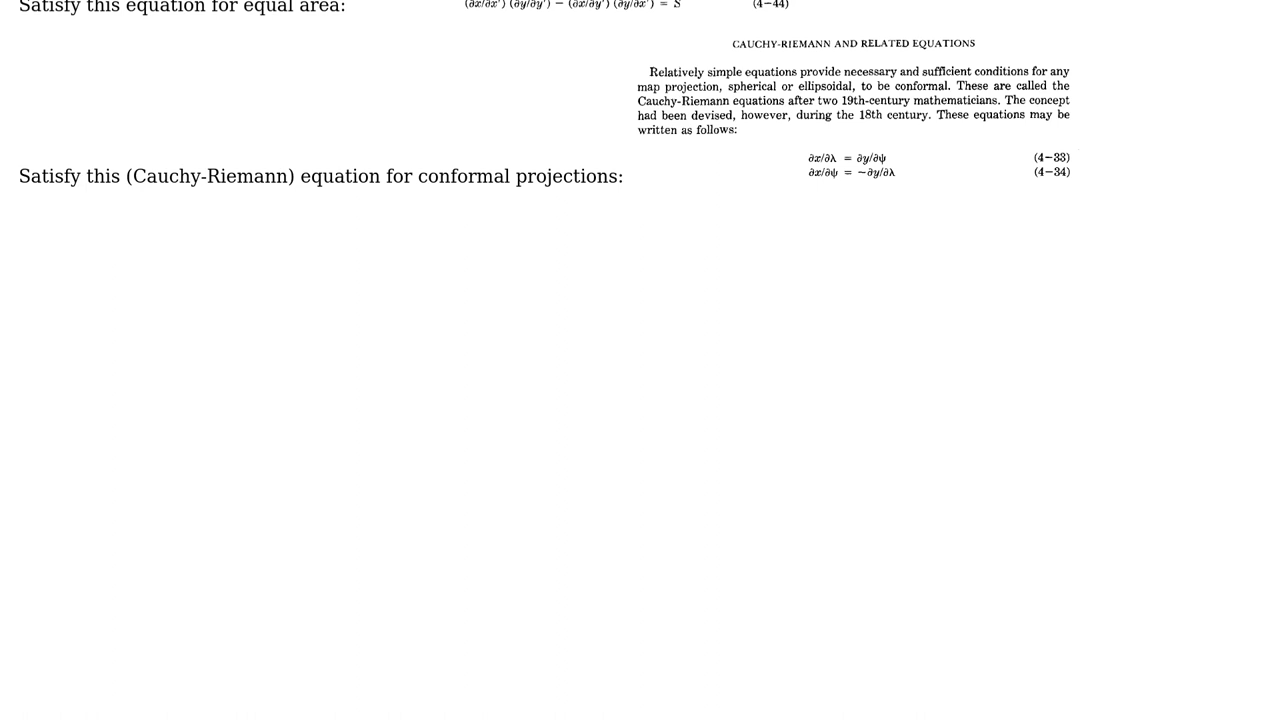 Satisfy this equation for equal area: (∂x/∂x') (∂y/∂y') − (∂x/∂y') (∂y/∂x') = S (4−44)
CAUCHY-RIEMANN AND RELATED EQUATIONS
Relatively simple equations provide necessary and sufficient conditions for any
map projection, spherical or ellipsoidal, to be conformal. These are called the
Cauchy-Riemann equations after two 19th-century mathematicians. The concept
had been devised, however, during the 18th century. These equations may be
written as follows:
∂x/∂λ = ∂y/∂ψ (4−33)
∂x/∂ψ = −∂y/∂λ (4−34)
Satisfy this (Cauchy-Riemann) equation for conformal projections: